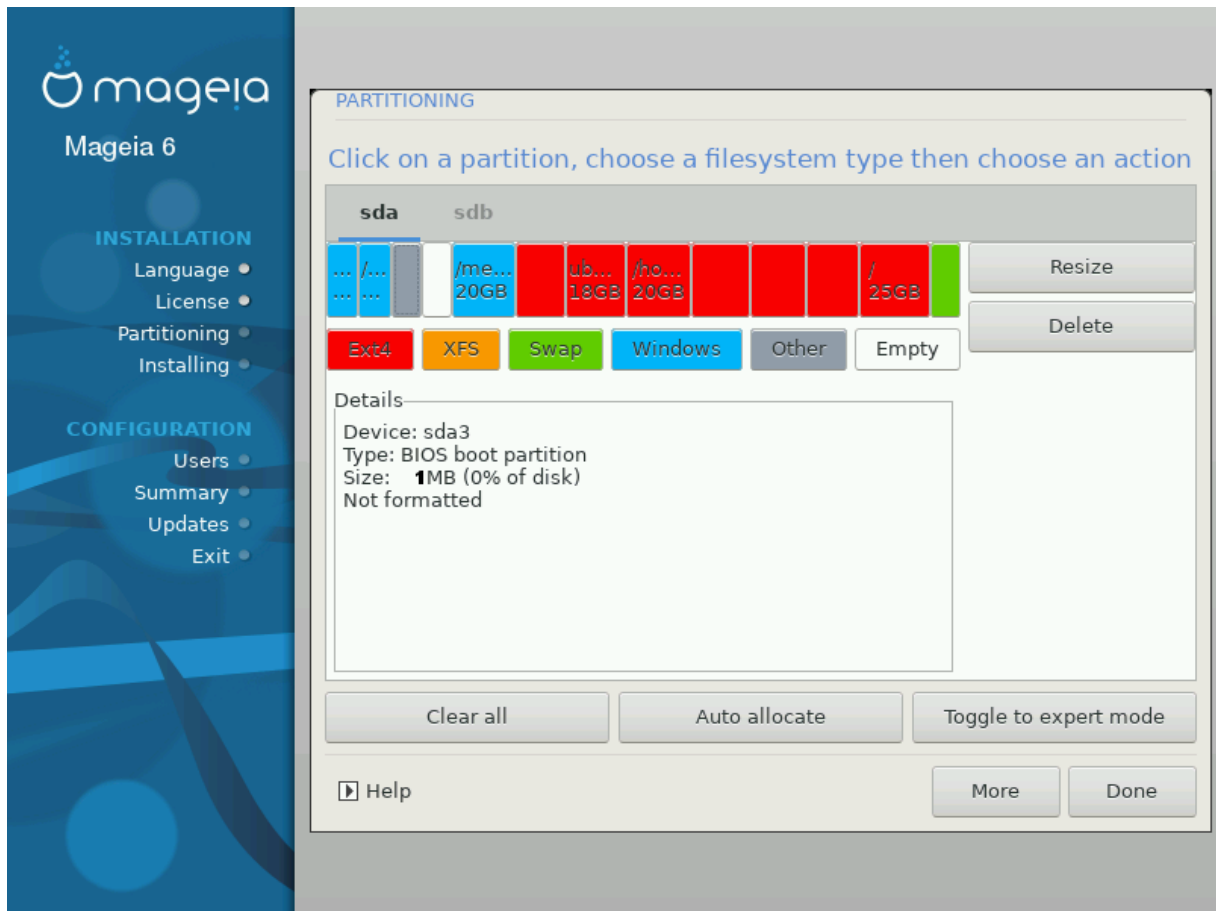 mageia
Mageia 6
INSTALLATION
Language
License
Partitioning
Installing
CONFIGURATION
Users
Summary
Updates
Exit
PARTITIONING
Click on a partition, choose a filesystem type then choose an action
sda sdb
... /... /me... ub... /ho... /
... ... 20GB 18GB 20GB 25GB
Ext4 XFS Swap Windows Other Empty
Resize
Delete
Details
Device: sda3
Type: BIOS boot partition
Size: 1MB (0% of disk)
Not formatted
Clear all Auto allocate Toggle to expert mode
Help More Done